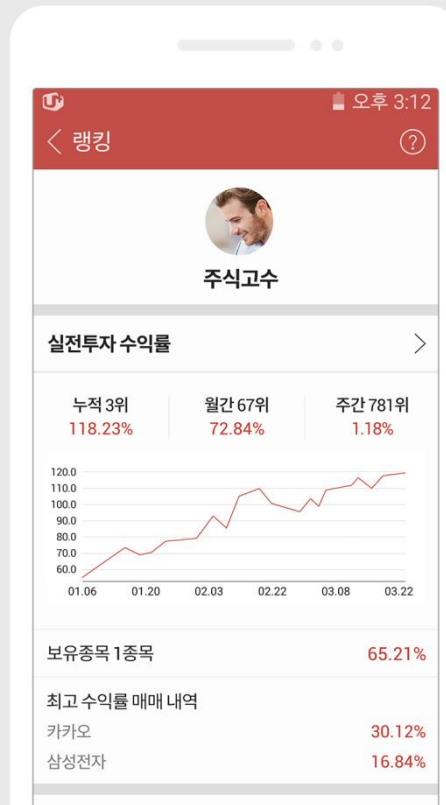 오후 3:12
랭킹
?
주식고수
실전투자 수익률
누적 3위 월간 67위 주간 781위
118.23% 72.84% 1.18%
120.0
110.0
100.0
90.0
80.0
70.0
60.0
01.06 01.20 02.03 02.22 03.08 03.22
보유종목 1종목 65.21%
최고 수익률 매매 내역
카카오 30.12%
삼성전자 16.84%